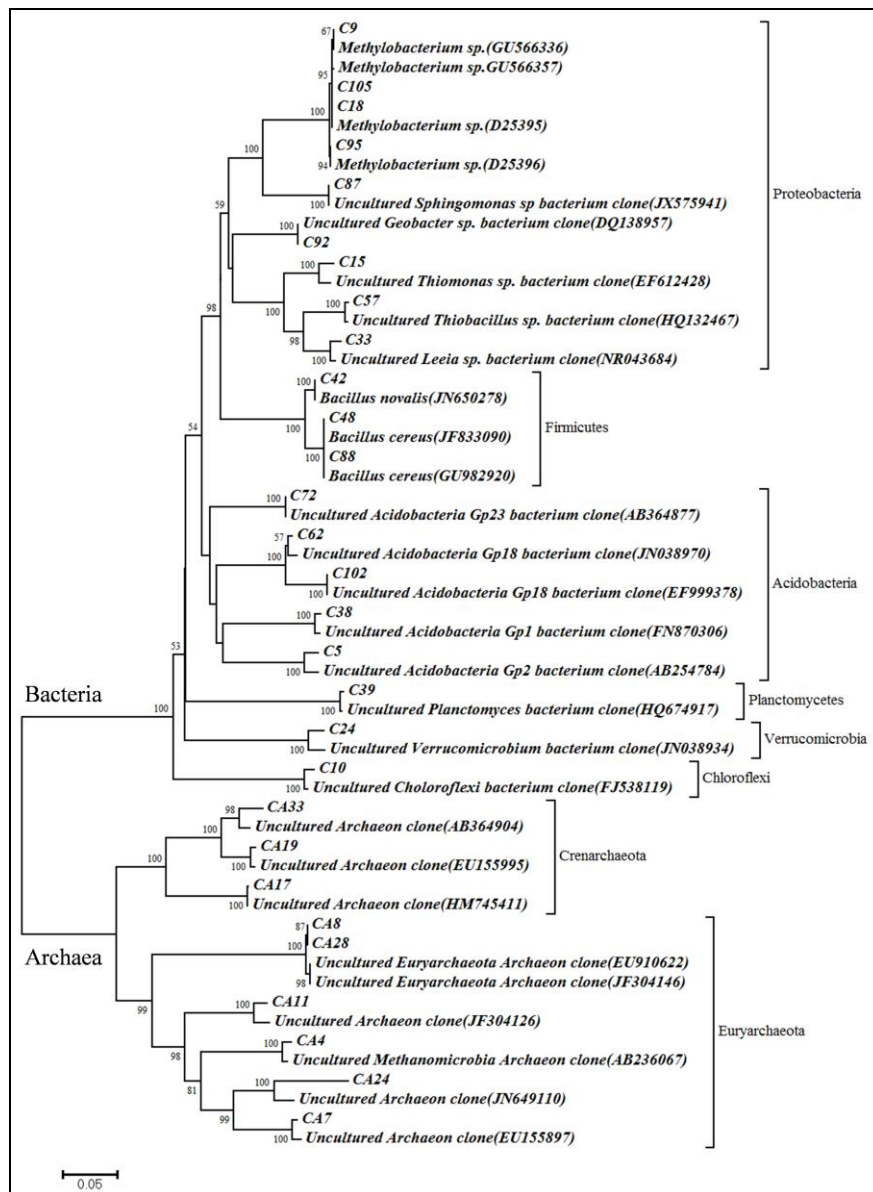 67
C9
Methylobacterium sp.(GU566336)
95
Methylobacterium sp.GU566357)
C105
100
C18
Methylobacterium sp.(D25395)
C95
100
94
Methylobacterium sp.(D25396)
C87
59
100
Uncultured Sphingomonas sp bacterium clone(JX575941)
Proteobacteria
Uncultured Geobacter sp. bacterium clone(DQ138957)
100
C92
C15
100
Uncultured Thiomonas sp. bacterium clone(EF612428)
98
100
100
C57
Uncultured Thiobacillus sp. bacterium clone(HQ132467)
98
C33
100
Uncultured Leeia sp. bacterium clone(NR043684)
100
C42
Bacillus novalis(JN650278)
54
C48
100
Bacillus cereus(JF833090)
Firmicutes
100
C88
Bacillus cereus(GU982920)
100
C72
Uncultured Acidobacteria Gp23 bacterium clone(AB364877)
57
C62
100
Uncultured Acidobacteria Gp18 bacterium clone(JN038970)
C102
100
Uncultured Acidobacteria Gp18 bacterium clone(EF999378)
Acidobacteria
C38
100
Uncultured Acidobacteria Gp1 bacterium clone(FN870306)
53
C5
100
Uncultured Acidobacteria Gp2 bacterium clone(AB254784)
Bacteria
C39
100
Uncultured Planctomyces bacterium clone(HQ674917)
Planctomycetes
100
C24
100
Uncultured Verrucomicrobium bacterium clone(JN038934)
Verrucomicrobia
C10
100
Uncultured Choloroflexi bacterium clone(FJ538119)
Chloroflexi
98
CA33
100
Uncultured Archaeon clone(AB364904)
CA19
100
100
Uncultured Archaeon clone(EU155995)
Crenarchaeota
CA17
100
Uncultured Archaeon clone(HM745411)
87
CA8
Archaea
100
CA28
Uncultured Euryarchaeota Archaeon clone(EU910622)
98
Uncultured Euryarchaeota Archaeon clone(JF304146)
99
100
CA11
Uncultured Archaeon clone(JF304126)
Euryarchaeota
98
100
CA4
Uncultured Methanomicrobia Archaeon clone(AB236067)
81
100
CA24
Uncultured Archaeon clone(JN649110)
99
CA7
100
Uncultured Archaeon clone(EU155897)
0.05